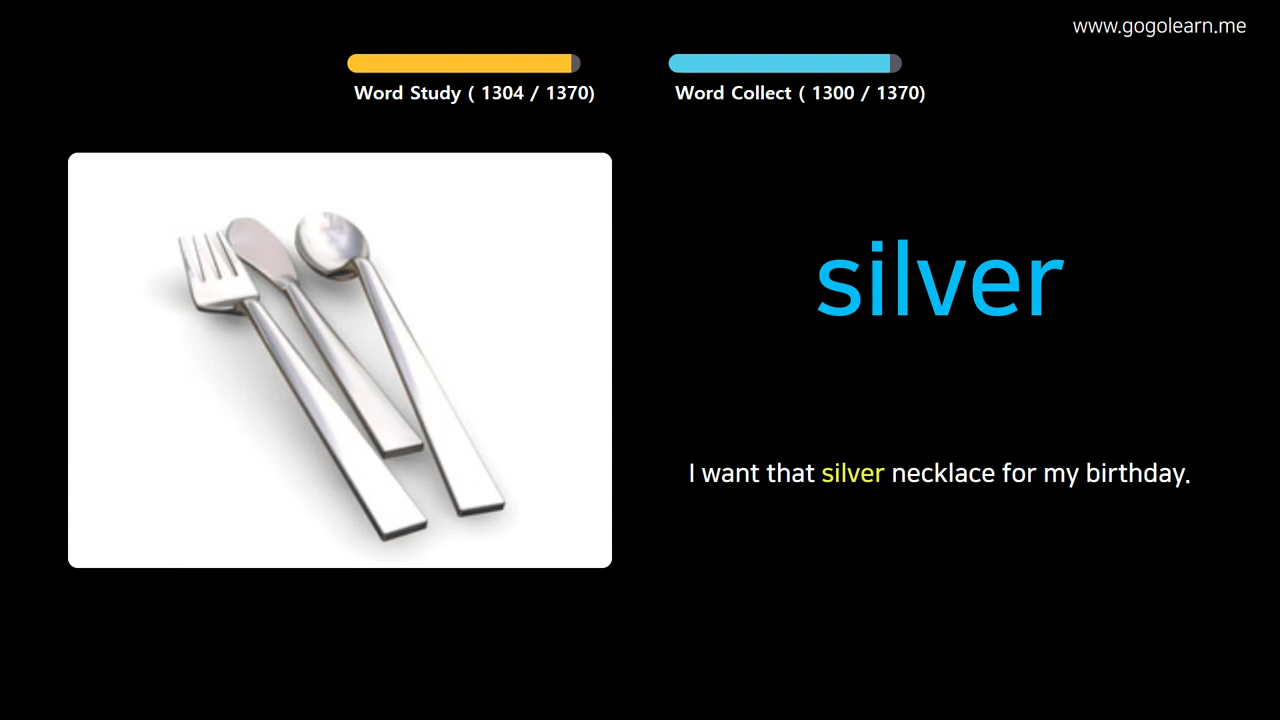 www.gogolearn.me
Word Study ( 1304 / 1370)
Word Collect ( 1300 / 1370)
silver
I want that silver necklace for my birthday.